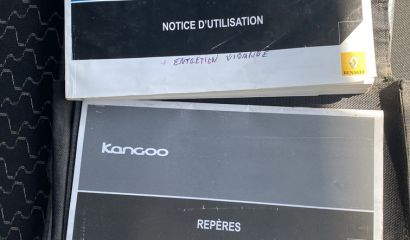 NOTICE D'UTILISATION
+ ENTRETIEN VIDANGE
RENAULT
Kangoo
REPÈRES